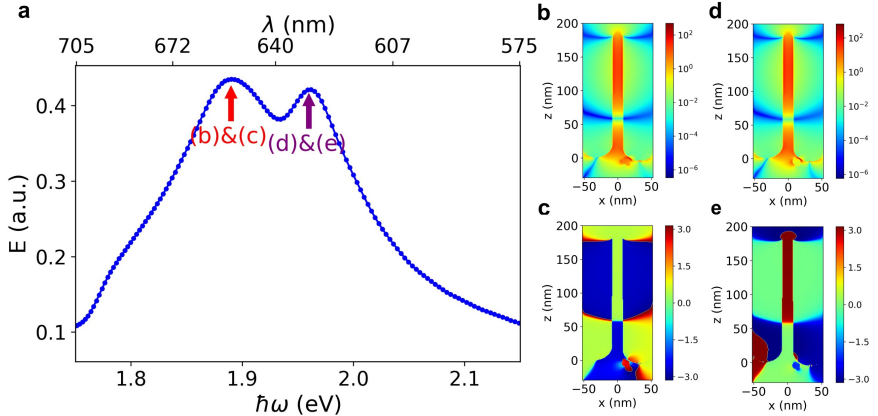 a
λ (nm)
705 672 640 607 575
E (a.u.)
0.4
0.3
0.2
0.1
(b)&(c)
(d)&(e)
1.8 1.9 2.0 2.1
ℏω (eV)
b
z (nm)
200
150
100
50
0
−50 0 50
x (nm)
10²
10⁰
10⁻²
10⁻⁴
10⁻⁶
d
z (nm)
200
150
100
50
0
−50 0 50
x (nm)
10²
10⁰
10⁻²
10⁻⁴
10⁻⁶
c
z (nm)
200
150
100
50
0
−50 0 50
x (nm)
3.0
1.5
0.0
−1.5
−3.0
e
z (nm)
200
150
100
50
0
−50 0 50
x (nm)
3.0
1.5
0.0
−1.5
−3.0